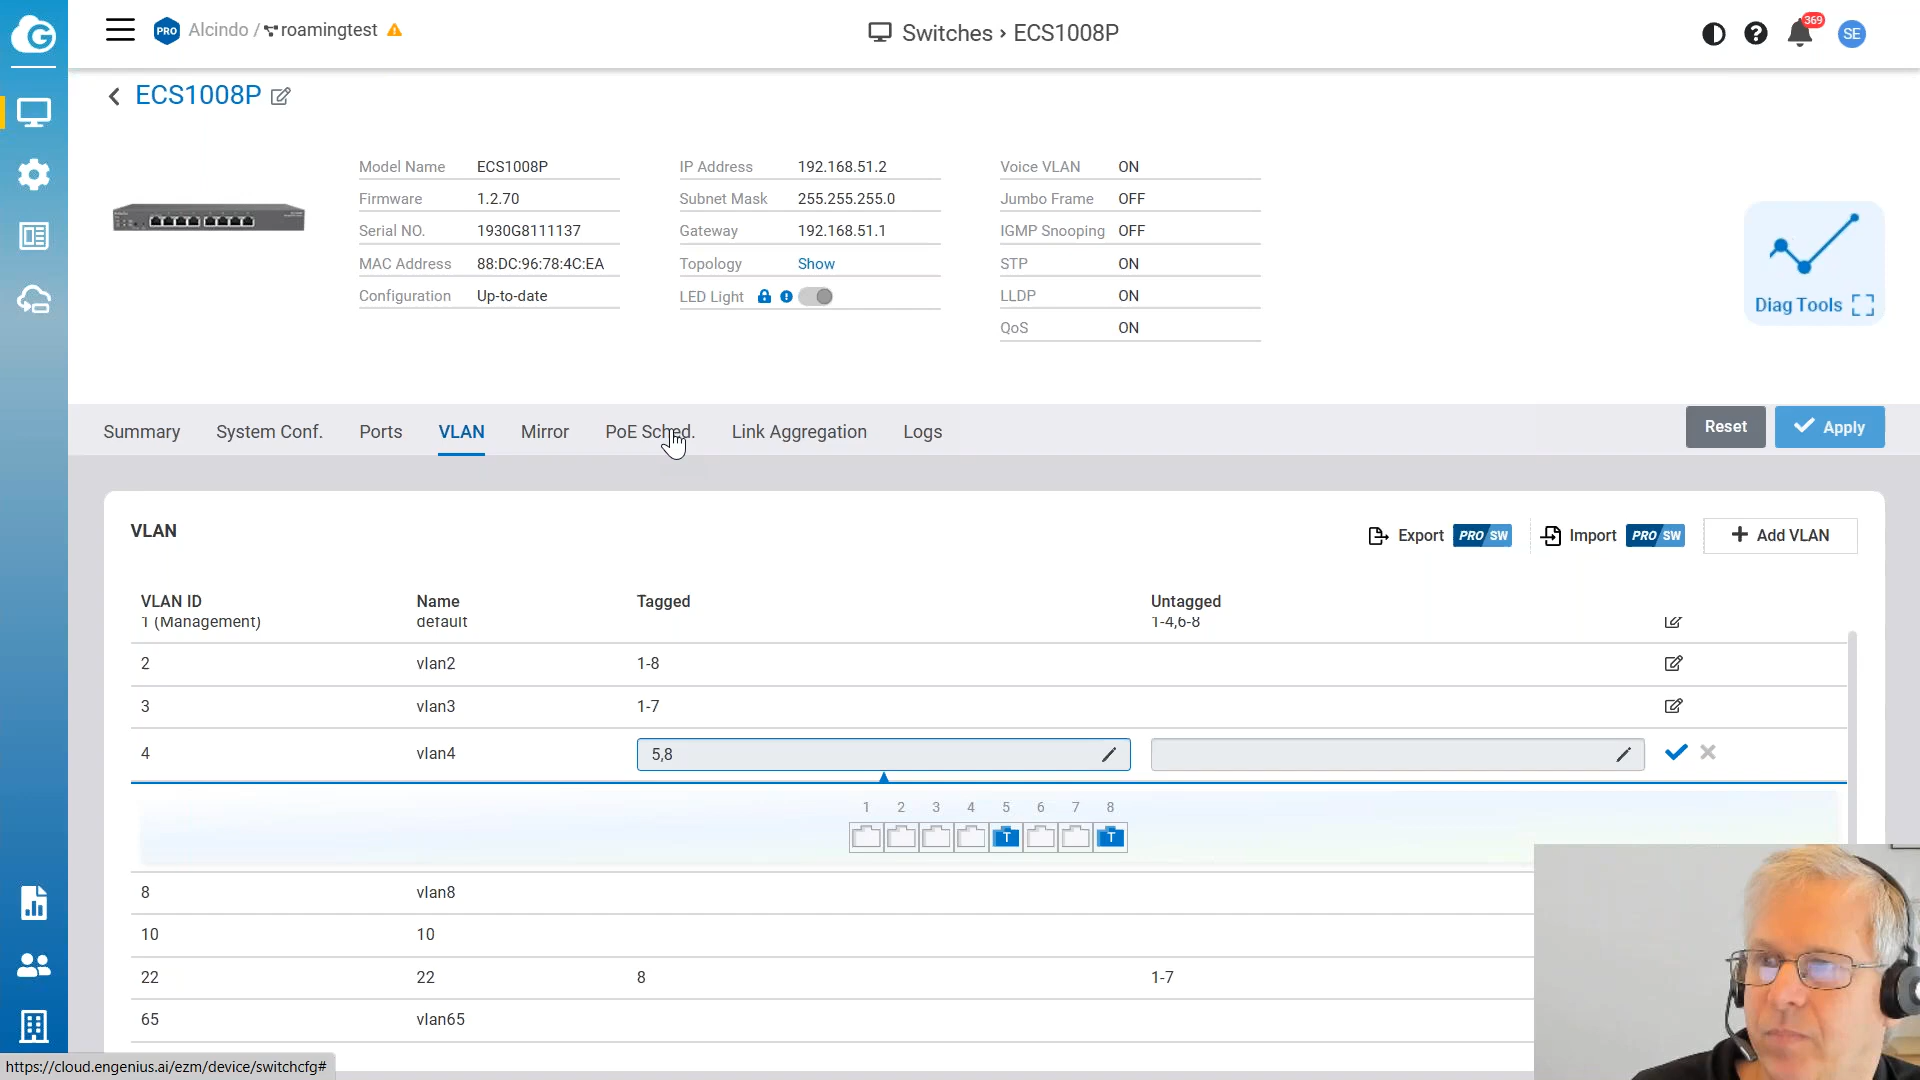 PRO Alcindo / roamingtest
Switches › ECS1008P
369
SE
ECS1008P
Model Name ECS1008P
Firmware 1.2.70
Serial NO. 1930G8111137
MAC Address 88:DC:96:78:4C:EA
Configuration Up-to-date
IP Address 192.168.51.2
Subnet Mask 255.255.255.0
Gateway 192.168.51.1
Topology Show
LED Light
Voice VLAN ON
Jumbo Frame OFF
IGMP Snooping OFF
STP ON
LLDP ON
QoS ON
Diag Tools
Summary System Conf. Ports VLAN Mirror PoE Sched. Link Aggregation Logs
Reset Apply
VLAN
Export PRO SW Import PRO SW + Add VLAN
VLAN ID Name Tagged Untagged
1 (Management) default 1-4,6-8
2 vlan2 1-8
3 vlan3 1-7
4 vlan4 5,8
1 2 3 4 5 6 7 8
T T
8 vlan8
10 10
22 22 8 1-7
65 vlan65
https://cloud.engenius.ai/ezm/device/switchcfg#